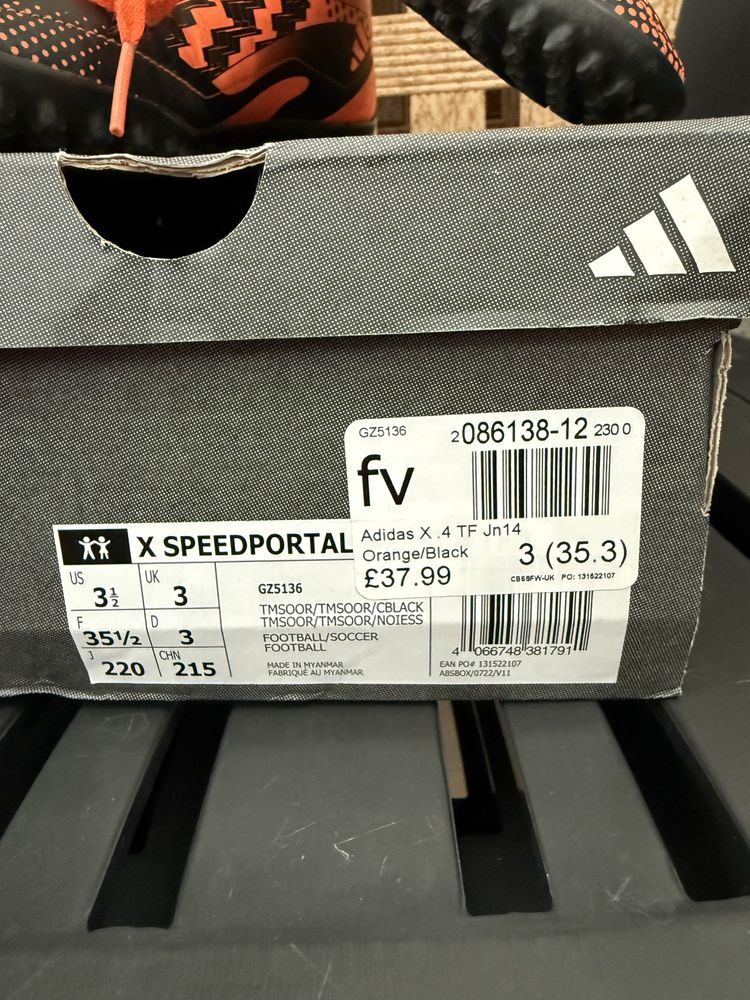 GZ5136
2086138-12 230 0
fv
Adidas X .4 TF Jn14
Orange/Black
3 (35.3)
£37.99
CB69FW-UK PO: 131522107
X SPEEDPORTAL
US 3½
UK 3
F 35½
D 3
J 220
CHN 215
GZ5136
TMSOOR/TMSOOR/CBLACK
TMSOOR/TMSOOR/NOIESS
FOOTBALL/SOCCER
FOOTBALL
MADE IN MYANMAR
FABRIQUÉ AU MYANMAR
4 066748 381791
EAN PO# 131522107
ABSBOX/0722/V11